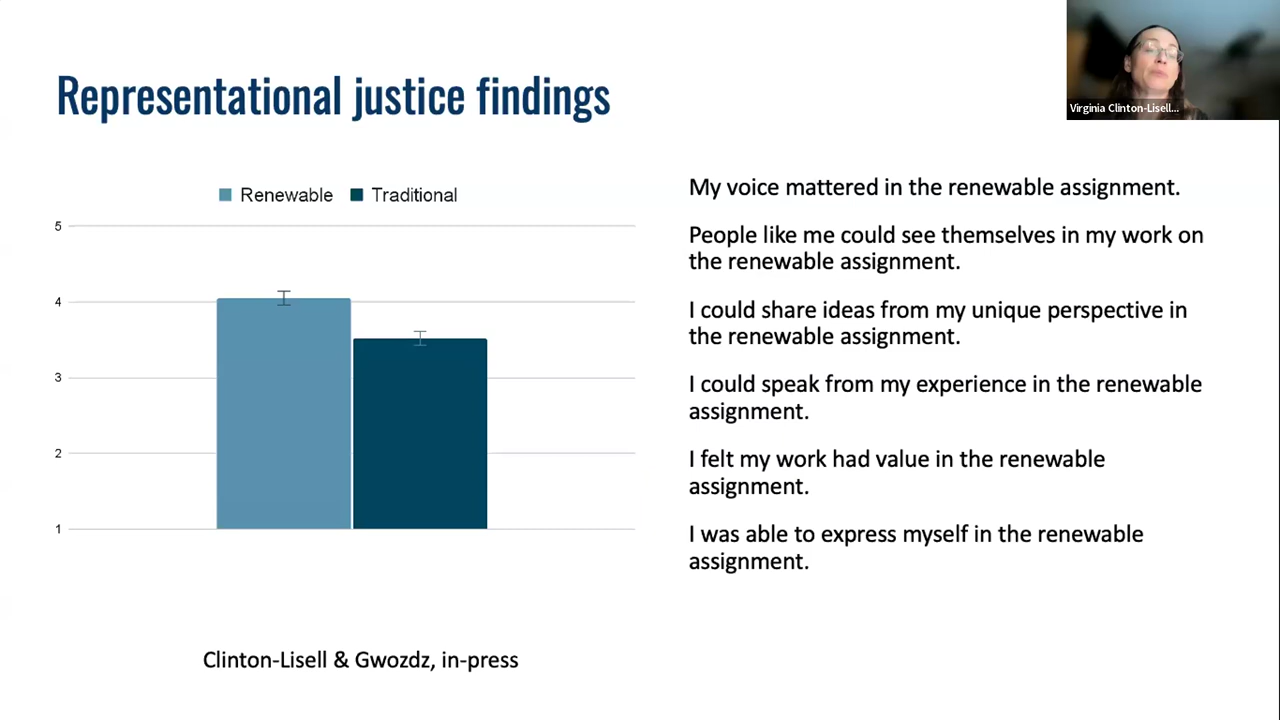 Representational justice findings
Virginia Clinton-Lisell...
Renewable Traditional
5
4
3
2
1
My voice mattered in the renewable assignment.
People like me could see themselves in my work on
the renewable assignment.
I could share ideas from my unique perspective in
the renewable assignment.
I could speak from my experience in the renewable
assignment.
I felt my work had value in the renewable
assignment.
I was able to express myself in the renewable
assignment.
Clinton-Lisell & Gwozdz, in-press